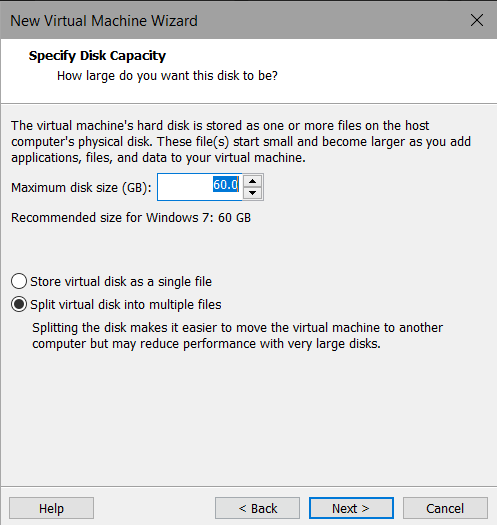 New Virtual Machine Wizard
Specify Disk Capacity
How large do you want this disk to be?
The virtual machine's hard disk is stored as one or more files on the host
computer's physical disk. These file(s) start small and become larger as you add
applications, files, and data to your virtual machine.
Maximum disk size (GB): 60.0
Recommended size for Windows 7: 60 GB
Store virtual disk as a single file
Split virtual disk into multiple files
Splitting the disk makes it easier to move the virtual machine to another
computer but may reduce performance with very large disks.
Help < Back Next > Cancel